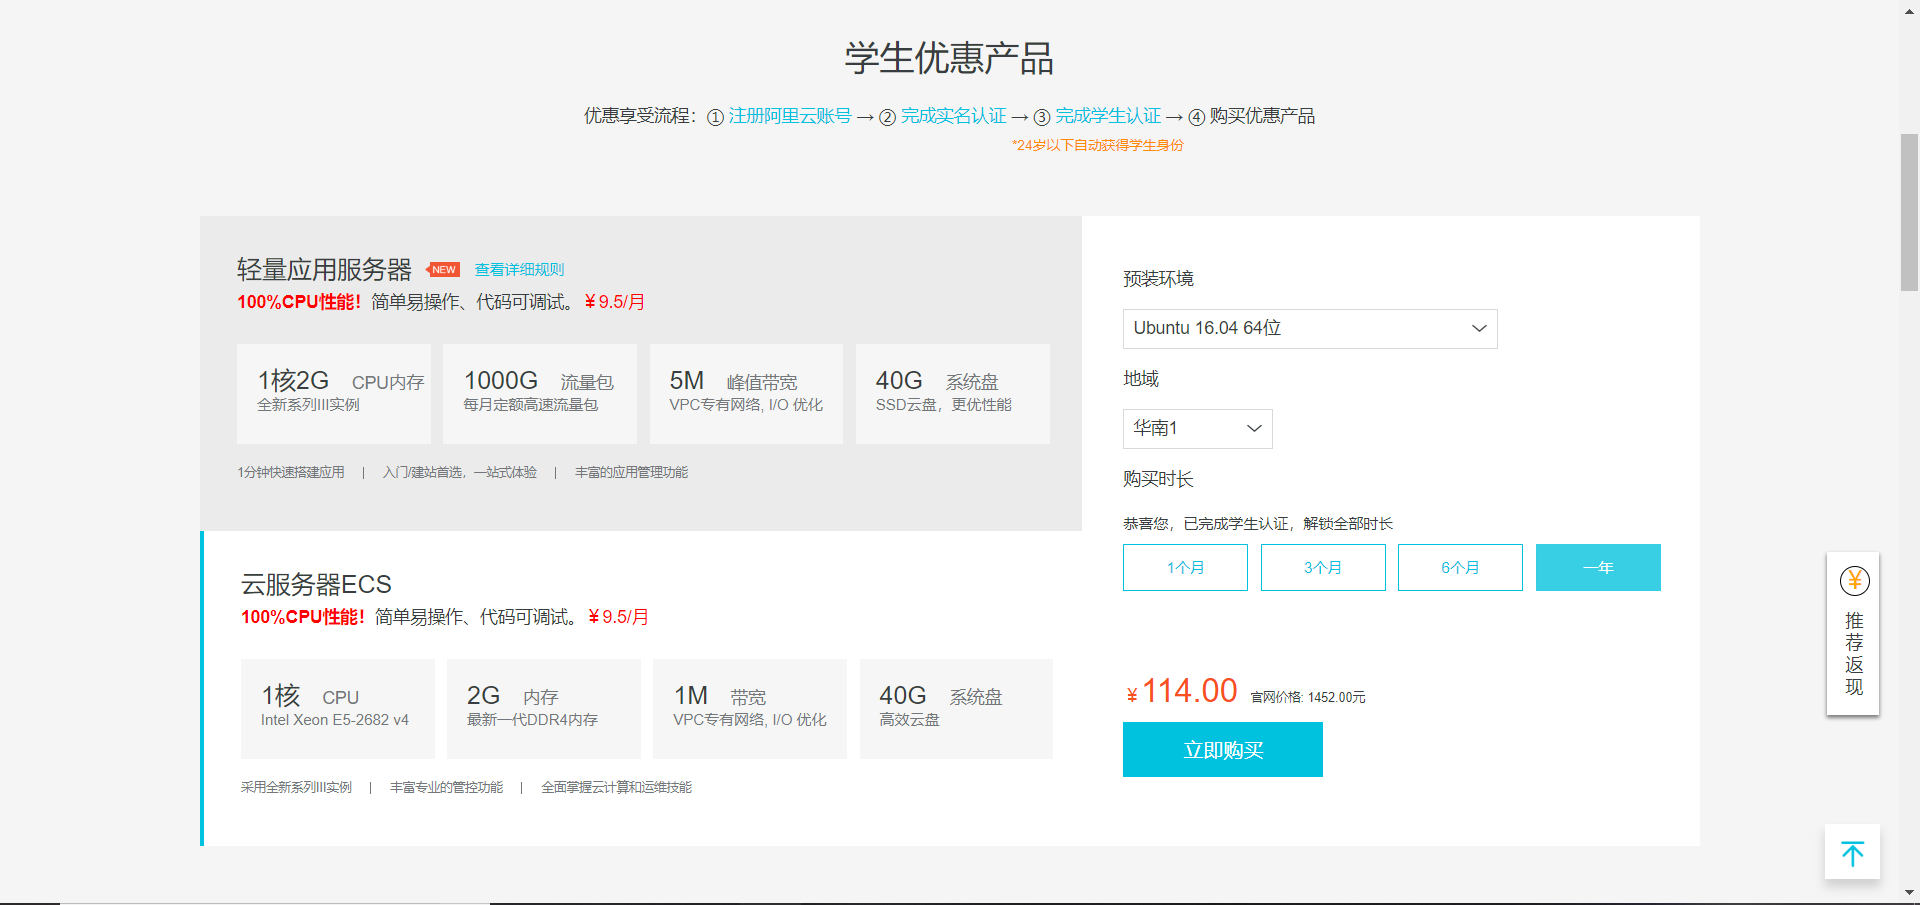 学生优惠产品
优惠享受流程：① 注册阿里云账号 → ② 完成实名认证 → ③ 完成学生认证 → ④ 购买优惠产品
*24岁以下自动获得学生身份
轻量应用服务器 NEW 查看详细规则
100%CPU性能！简单易操作、代码可调试。 ¥ 9.5/月
1核2G CPU内存
全新系列III实例
1000G 流量包
每月定额高速流量包
5M 峰值带宽
VPC专有网络, I/O 优化
40G 系统盘
SSD云盘，更优性能
1分钟快速搭建应用 | 入门/建站首选，一站式体验 | 丰富的应用管理功能
云服务器ECS
100%CPU性能！简单易操作、代码可调试。 ¥ 9.5/月
1核 CPU
Intel Xeon E5-2682 v4
2G 内存
最新一代DDR4内存
1M 带宽
VPC专有网络, I/O 优化
40G 系统盘
高效云盘
采用全新系列III实例 | 丰富专业的管控功能 | 全面掌握云计算和运维技能
预装环境
Ubuntu 16.04 64位
地域
华南1
购买时长
恭喜您，已完成学生认证，解锁全部时长
1个月 3个月 6个月 一年
¥ 114.00 官网价格: 1452.00元
立即购买
¥
推荐返现